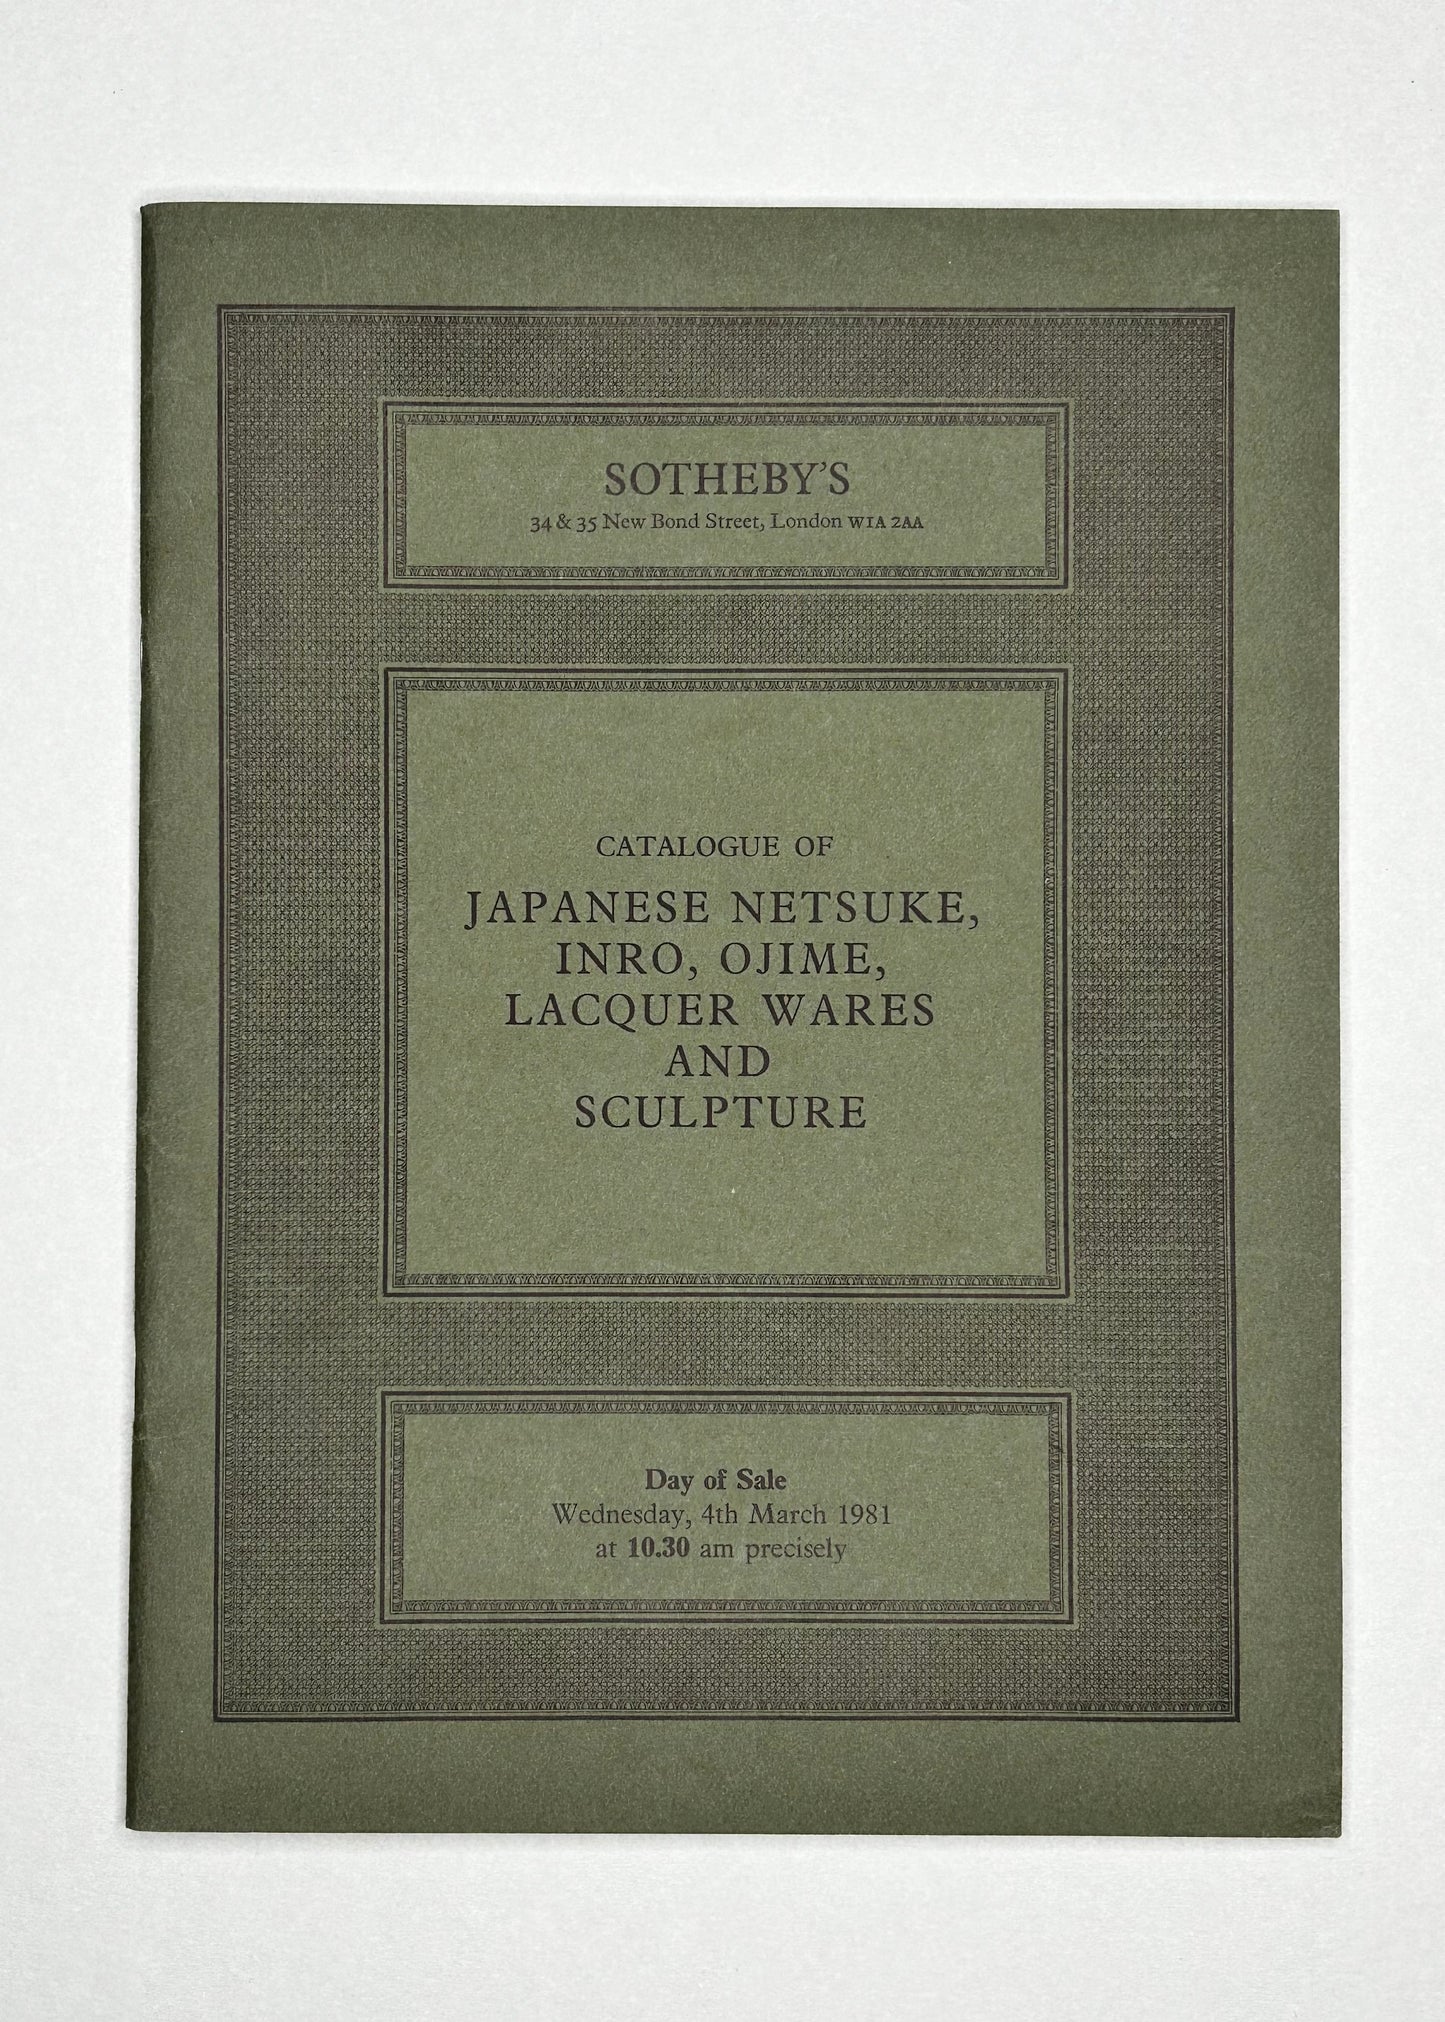 SOTHEBY'S
34 & 35 New Bond Street, London W1A 2AA
CATALOGUE OF
JAPANESE NETSUKE,
INRO, OJIME,
LACQUER WARES
AND
SCULPTURE
Day of Sale
Wednesday, 4th March 1981
at 10.30 am precisely